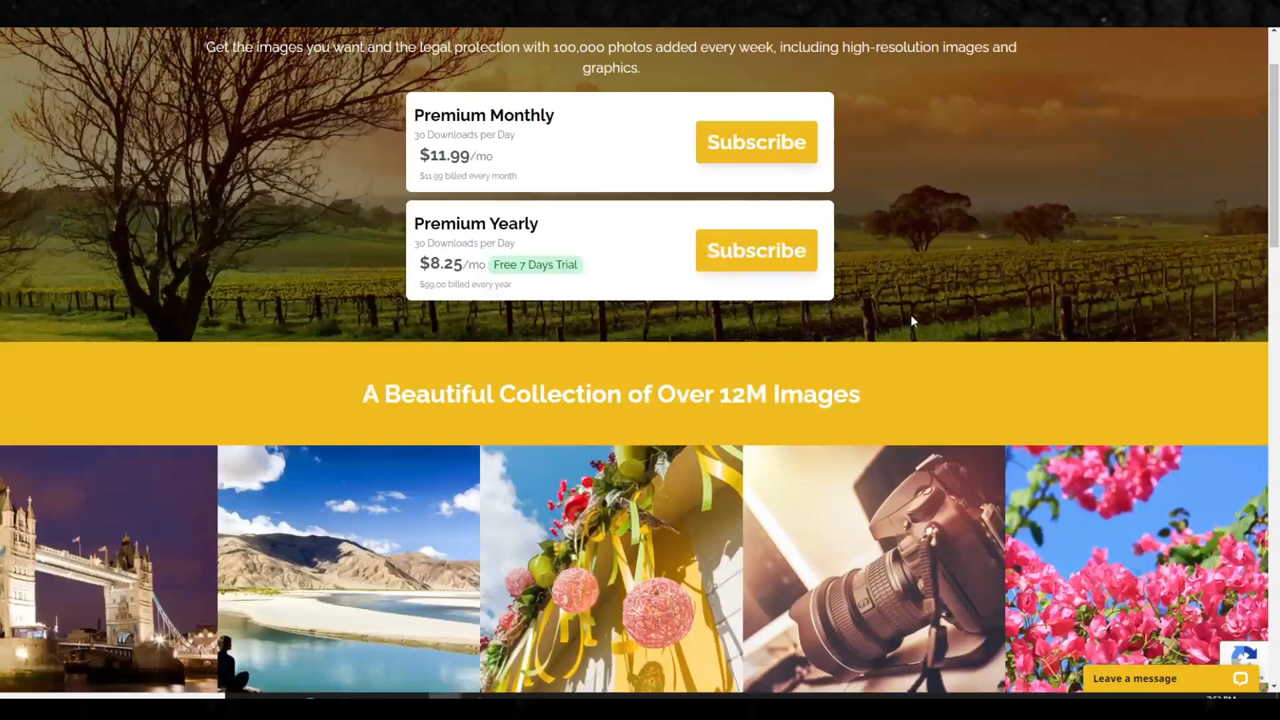 Get the images you want and the legal protection with 100,000 photos added every week, including high-resolution images and
graphics.
Premium Monthly
30 Downloads per Day
$11.99/mo
$11.99 billed every month
Subscribe
Premium Yearly
30 Downloads per Day
$8.25/mo Free 7 Days Trial
$99.00 billed every year
Subscribe
A Beautiful Collection of Over 12M Images
Leave a message